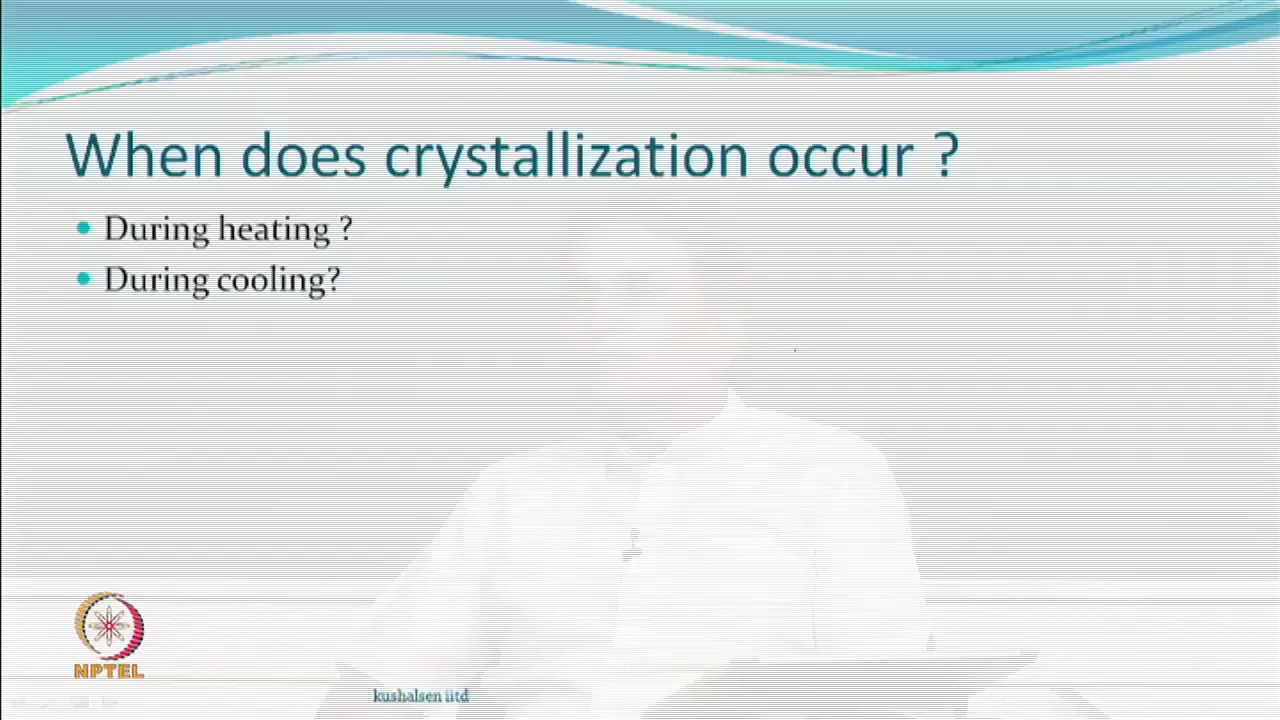 When does crystallization occur ?
During heating ?
During cooling?
NPTEL
kushalsen iitd